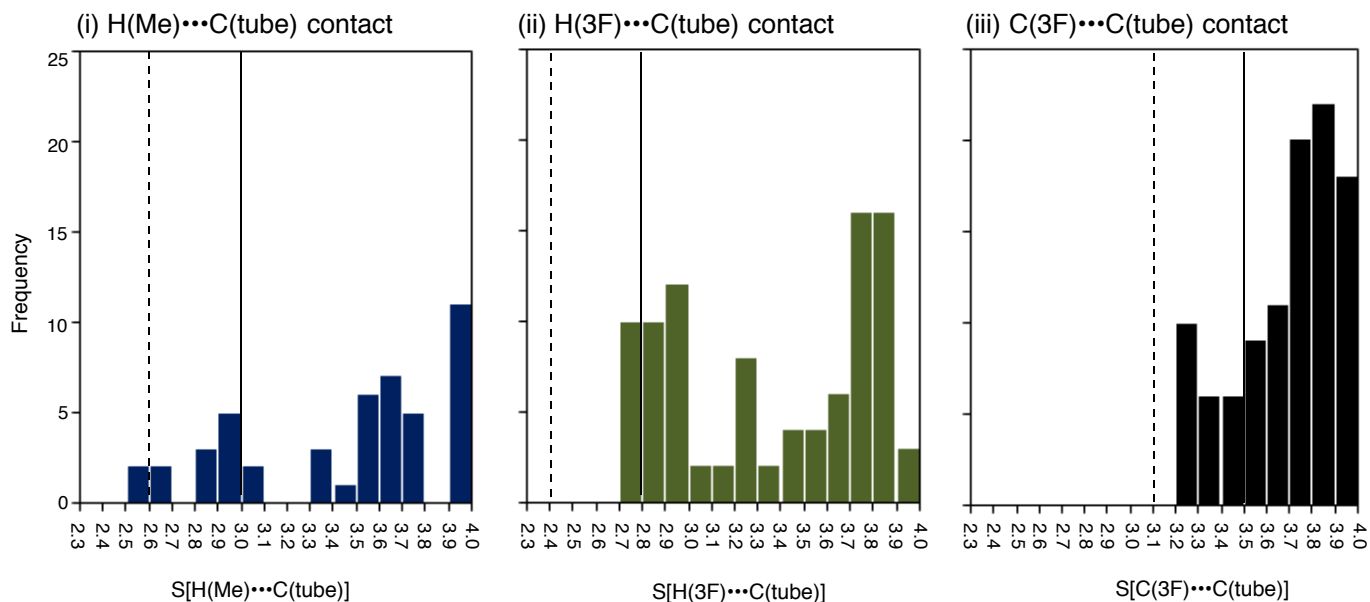 (i) H(Me)•••C(tube) contact
(ii) H(3F)•••C(tube) contact
(iii) C(3F)•••C(tube) contact
Frequency
25
20
15
10
5
0
2.3 2.4 2.5 2.6 2.7 2.8 2.9 3.0 3.1 3.2 3.3 3.4 3.5 3.6 3.7 3.8 3.9 4.0
2.3 2.4 2.5 2.6 2.7 2.8 2.9 3.0 3.1 3.2 3.3 3.4 3.5 3.6 3.7 3.8 3.9 4.0
2.3 2.4 2.5 2.6 2.7 2.8 2.9 3.0 3.1 3.2 3.3 3.4 3.5 3.6 3.7 3.8 3.9 4.0
S[H(Me)•••C(tube)]
S[H(3F)•••C(tube)]
S[C(3F)•••C(tube)]